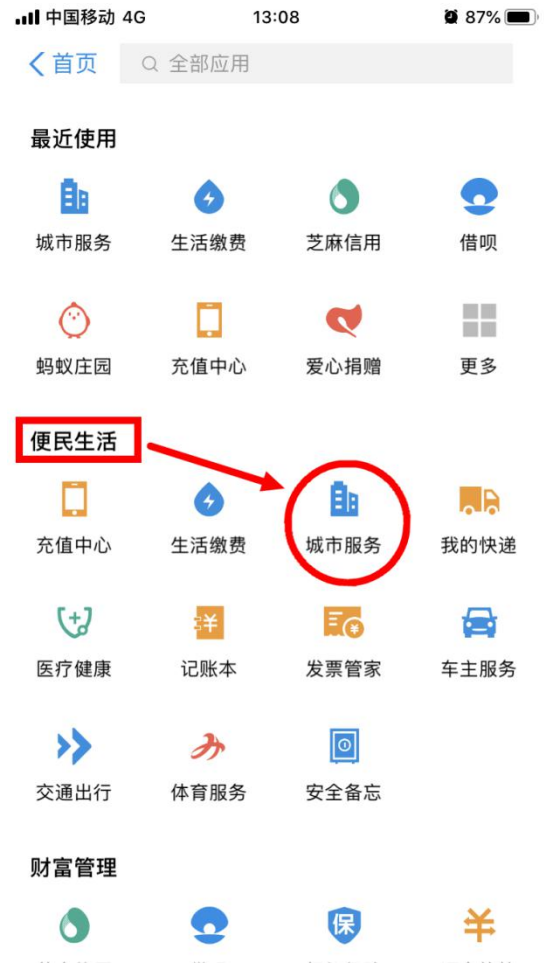 中国移动 4G 13:08 87%
首页 全部应用
最近使用
城市服务 生活缴费 芝麻信用 借呗
蚂蚁庄园 充值中心 爱心捐赠 更多
便民生活
充值中心 生活缴费 城市服务 我的快递
医疗健康 记账本 发票管家 车主服务
交通出行 体育服务 安全备忘
财富管理
保